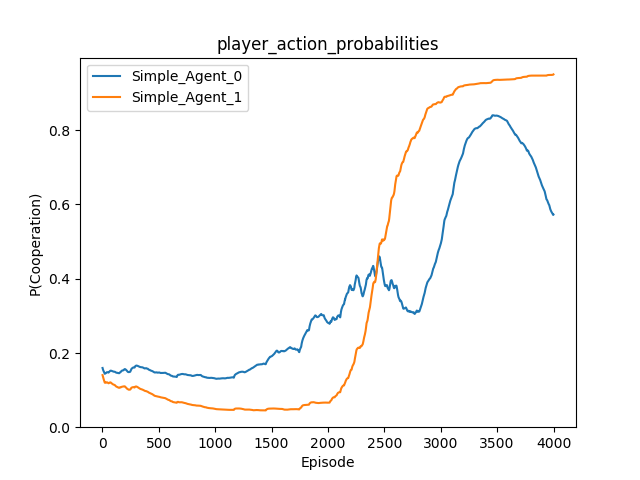 player_action_probabilities
Simple_Agent_0
Simple_Agent_1
P(Cooperation)
0.8
0.6
0.4
0.2
0.0
0 500 1000 1500 2000 2500 3000 3500 4000
Episode